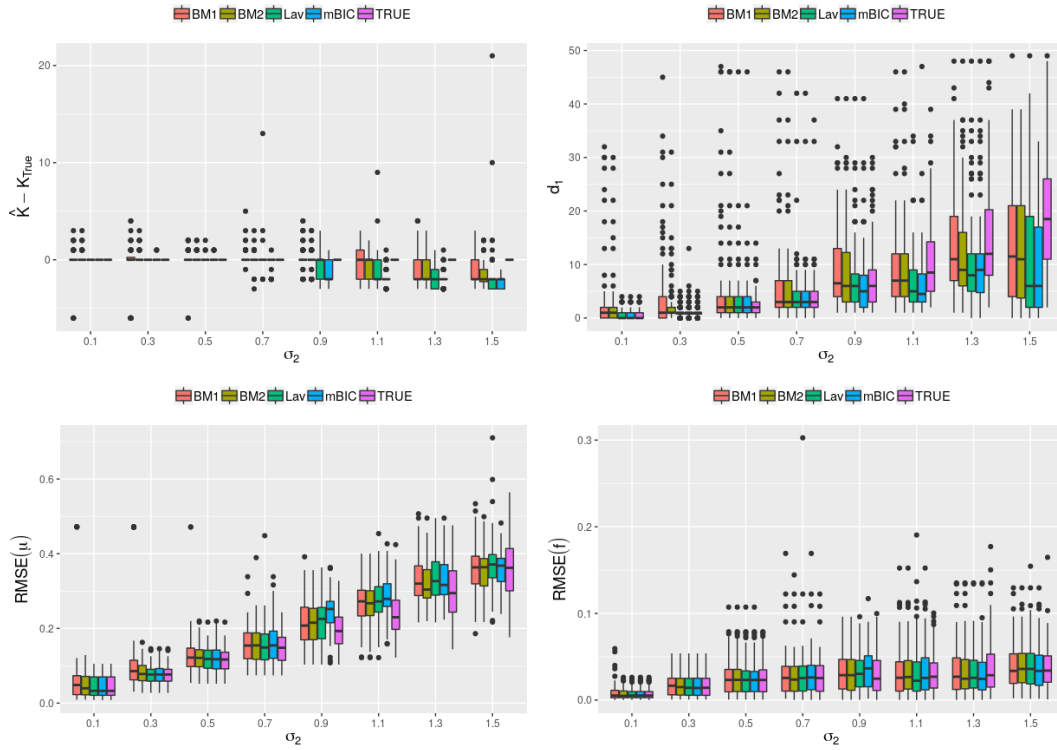 BM1 BM2 Lav mBIC TRUE
20
10
0
K̂ − K_True
0.1 0.3 0.5 0.7 0.9 1.1 1.3 1.5
σ₂
BM1 BM2 Lav mBIC TRUE
50
40
30
20
10
0
d₁
0.1 0.3 0.5 0.7 0.9 1.1 1.3 1.5
σ₂
BM1 BM2 Lav mBIC TRUE
0.6
0.4
0.2
0.0
RMSE(μ)
0.1 0.3 0.5 0.7 0.9 1.1 1.3 1.5
σ₂
BM1 BM2 Lav mBIC TRUE
0.3
0.2
0.1
0.0
RMSE(f)
0.1 0.3 0.5 0.7 0.9 1.1 1.3 1.5
σ₂